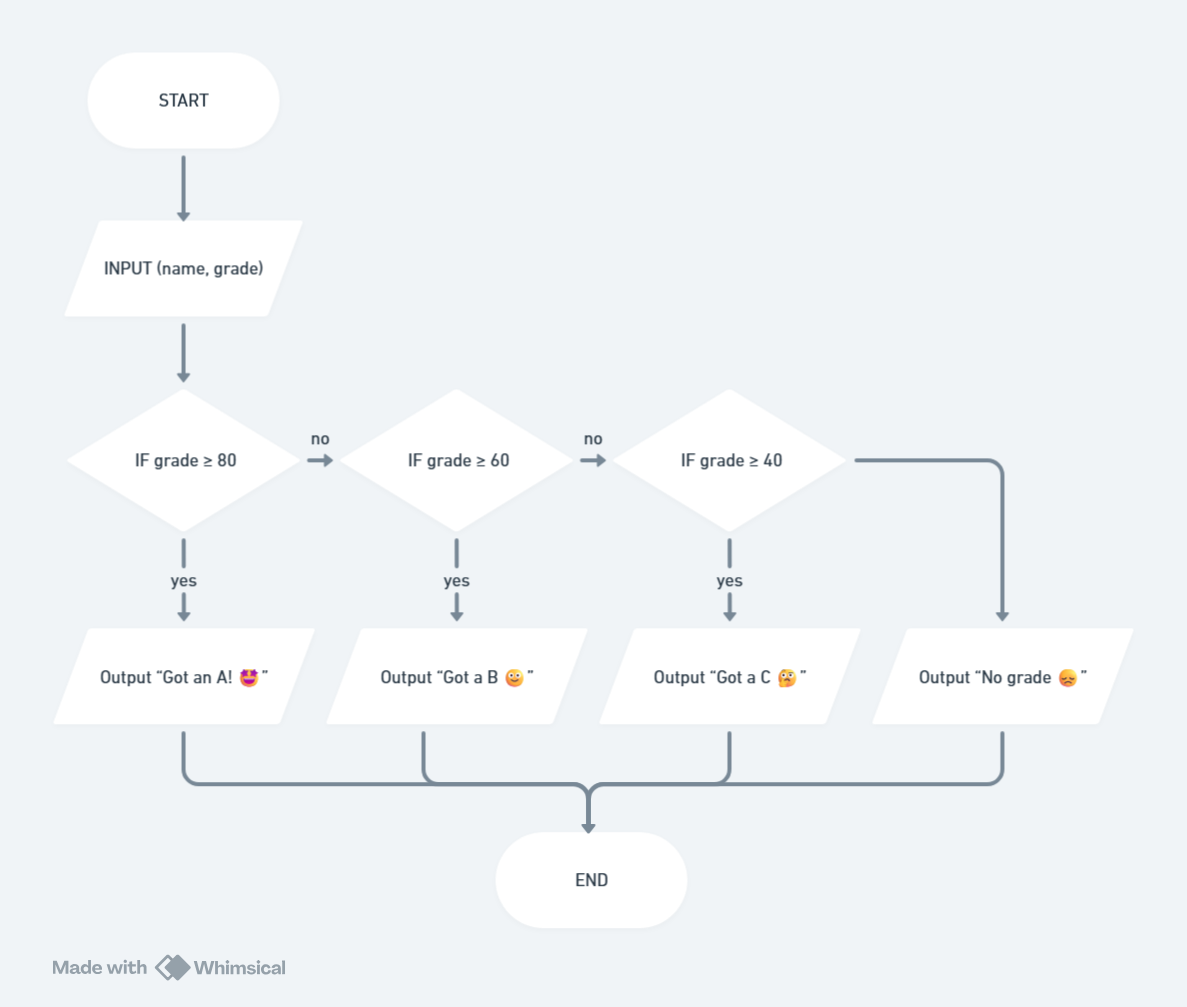 START
INPUT (name, grade)
IF grade ≥ 80
no
IF grade ≥ 60
no
IF grade ≥ 40
yes
yes
yes
Output “Got an A! 🤩”
Output “Got a B 😀”
Output “Got a C 🫣”
Output “No grade 😞”
END
Made with Whimsical